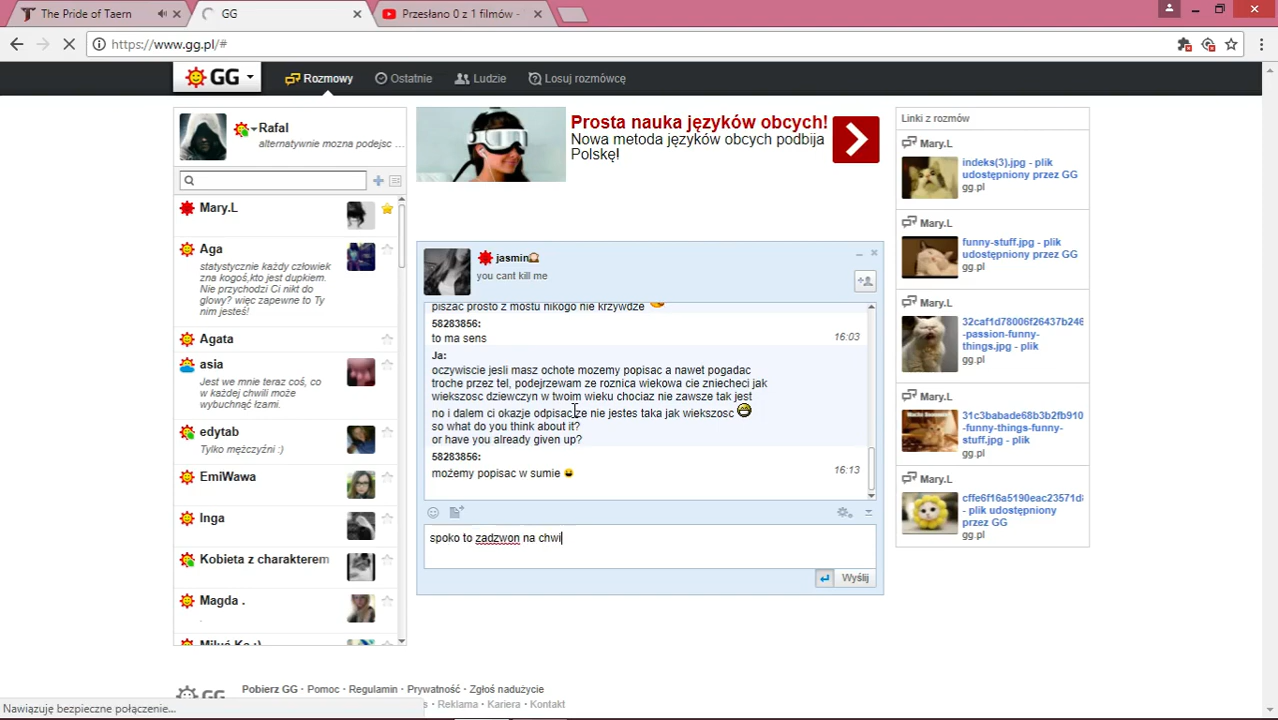 The Pride of Taern
GG
Przesłano 0 z 1 filmów -
https://www.gg.pl/#
GG
Rozmowy
Ostatnie
Ludzie
Losuj rozmówcę
Rafal
alternatywnie mozna podejsc ...
Mary.L
Aga
statystycznie każdy człowiek
zna kogoś,kto jest dupkiem.
Nie przychodzi Ci nikt do
glowy? więc zapewne to Ty
nim jesteś!
Agata
asia
Jest we mnie teraz coś, co
w każdej chwili może
wybuchnąć łzami.
edytab
Tylko mężczyźni :)
EmiWawa
Inga
Kobieta z charakterem
Magda .
.
Prosta nauka języków obcych!
Nowa metoda języków obcych podbija
Polskę!
jasmin
you cant kill me
piszac prosto z mostu nikogo nie krzywdze
58283856:
to ma sens 16:03
Ja:
oczywiscie jesli masz ochote mozemy popisac a nawet pogadac
troche przez tel, podejrzewam ze roznica wiekowa cie zniecheci jak
wiekszosc dziewczyn w twoim wieku chociaz nie zawsze tak jest
no i dalem ci okazje odpisac ze nie jestes taka jak wiekszosc
so what do you think about it?
or have you already given up?
58283856:
możemy popisac w sumie 16:13
spoko to zadzwon na chwi
Wyślij
Linki z rozmów
Mary.L
indeks(3).jpg - plik
udostępniony przez GG
gg.pl
Mary.L
funny-stuff.jpg - plik
udostępniony przez GG
gg.pl
Mary.L
32caf1d78006f26437b246
-passion-funny-
things.jpg - plik
udostępniony przez GG
gg.pl
Mary.L
31c3b2163868b3b2fb910
-funny-things-funny-
stuff.jpg - plik
udostępniony przez GG
gg.pl
Mary.L
cffe6f16a5190eac23571d
udostępniony przez GG
gg.pl
GG
Pobierz GG · Pomoc · Regulamin · Prywatność · Zgłoś nadużycie
Reklama · Kariera · Kontakt
Nawiązuję bezpieczne połączenie...